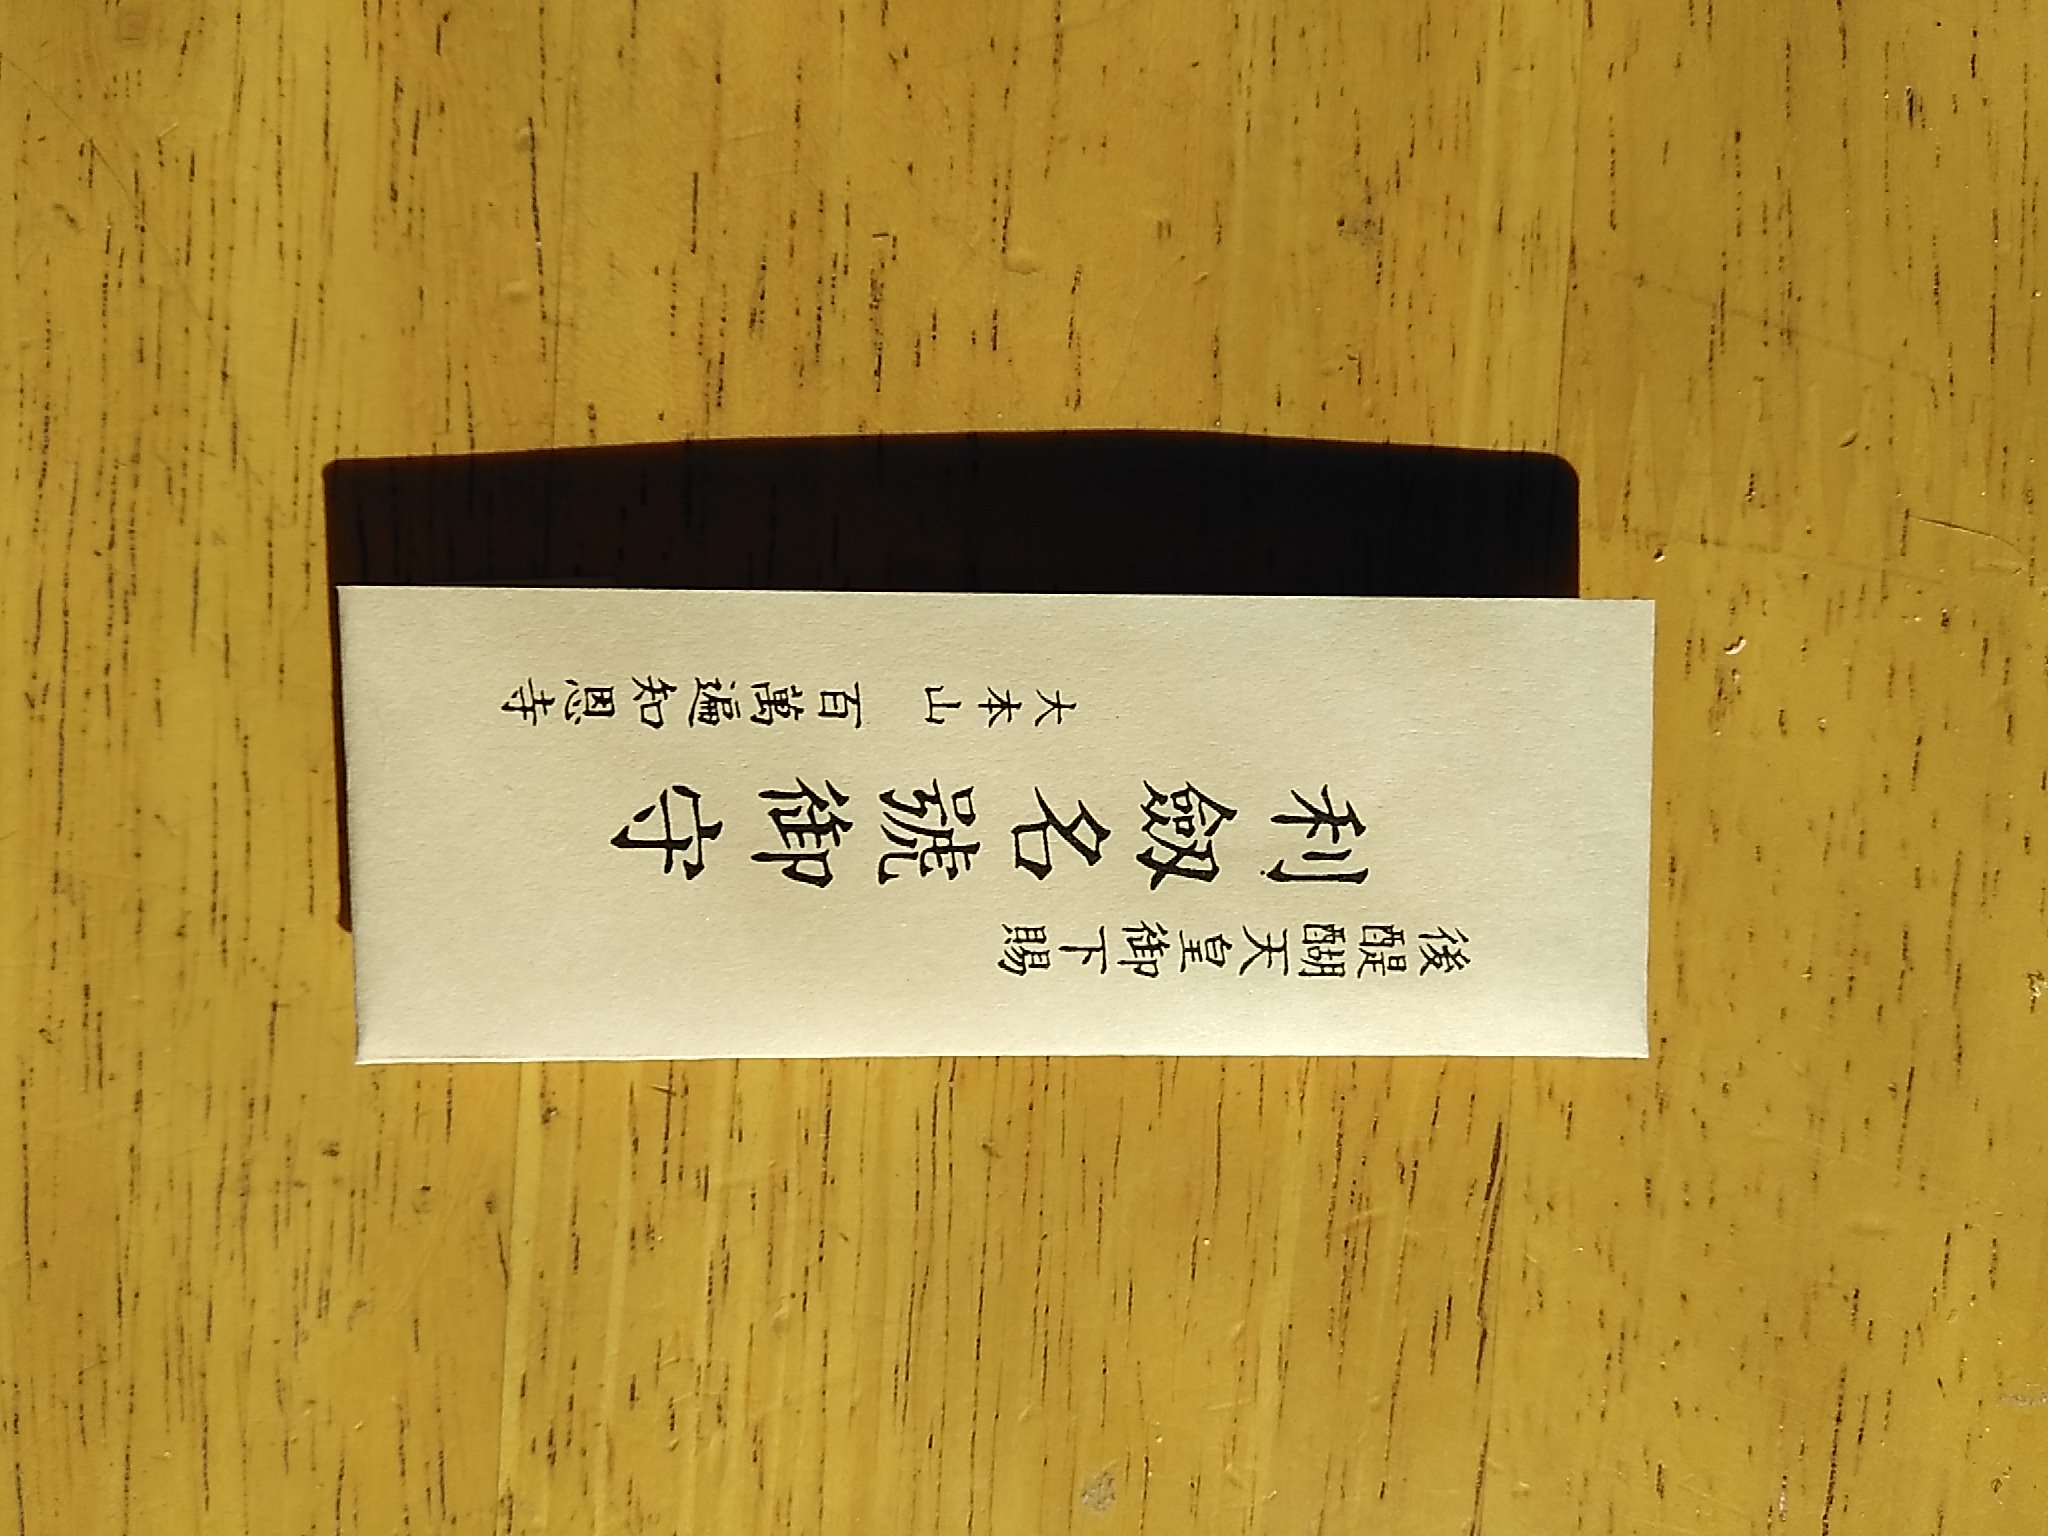 後醍醐天皇御下賜
利劔名號御守
大本山 百萬遍知恩寺